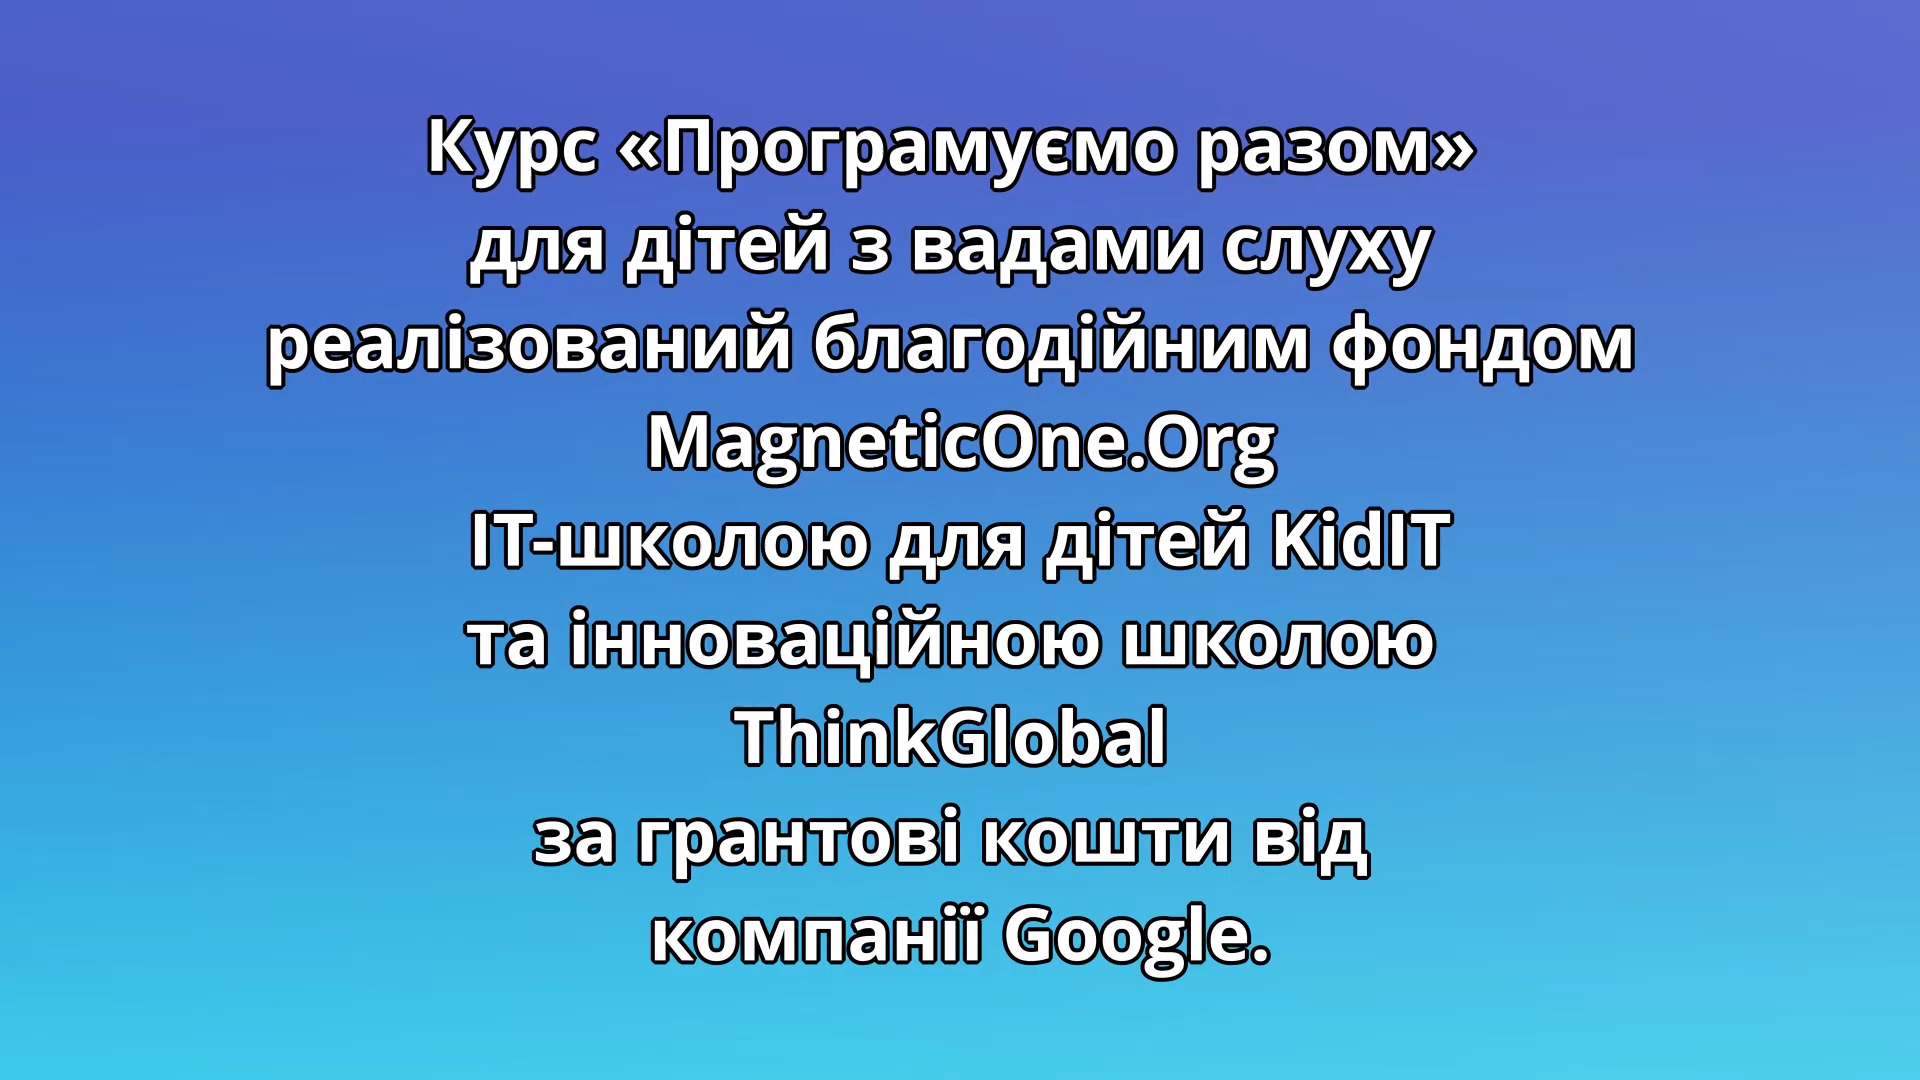 Курс «Програмуємо разом»
для дітей з вадами слуху
реалізований благодійним фондом
MagneticOne.Org
ІТ-школою для дітей KidIT
та інноваційною школою
ThinkGlobal
за грантові кошти від
компанії Google.